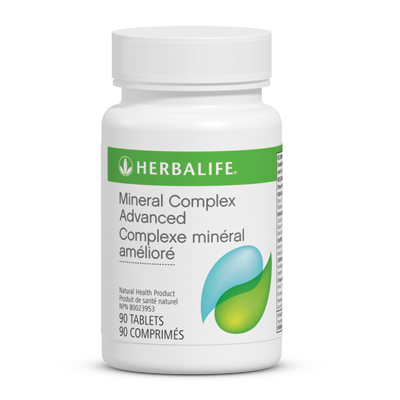 HERBALIFE®
Mineral Complex
Advanced
Complexe minéral
amélioré
Natural Health Product
Produit de santé naturel
NPN 80023953
90 TABLETS
90 COMPRIMÉS